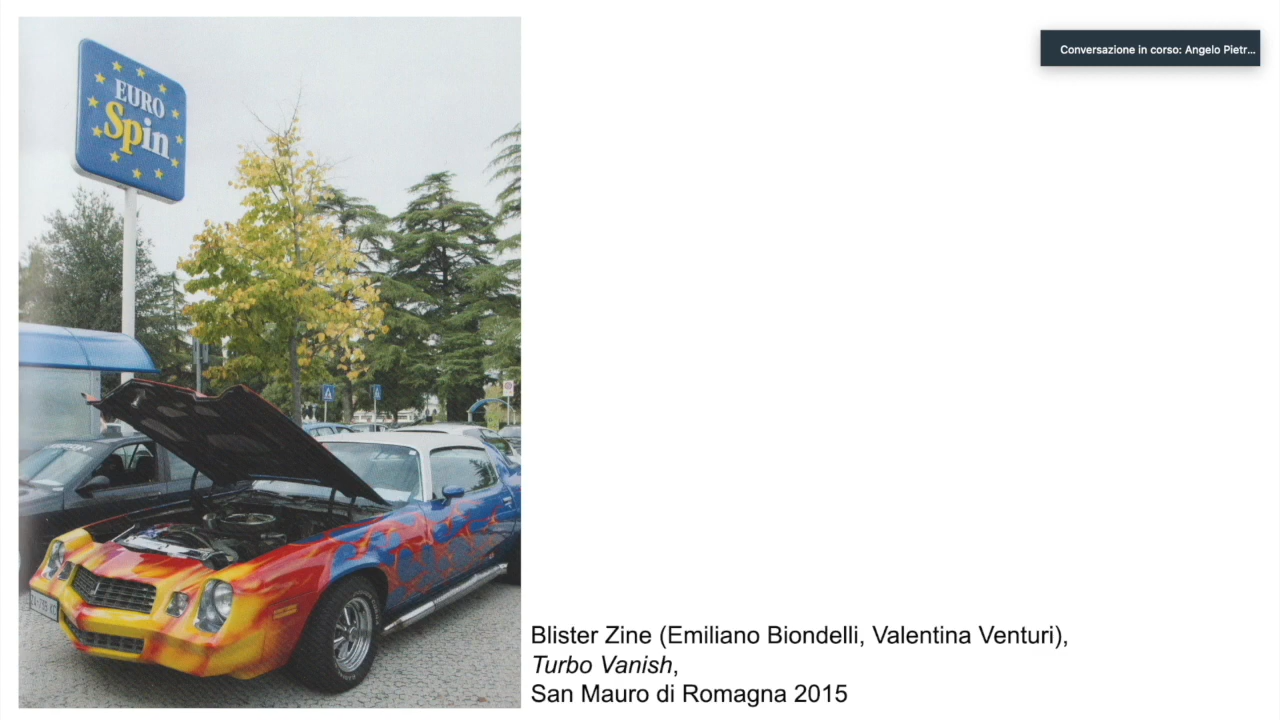 EURO
Spin
Conversazione in corso: Angelo Pietr...
Blister Zine (Emiliano Biondelli, Valentina Venturi),
Turbo Vanish,
San Mauro di Romagna 2015